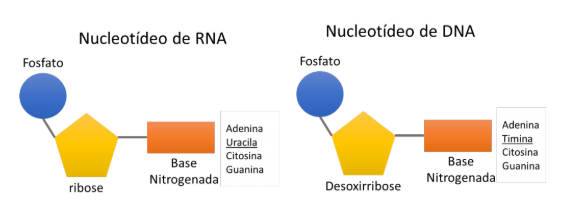 Nucleotídeo de RNA
Fosfato
ribose
Base
Nitrogenada
Adenina
Uracila
Citosina
Guanina
Nucleotídeo de DNA
Fosfato
Desoxirribose
Base
Nitrogenada
Adenina
Timina
Citosina
Guanina